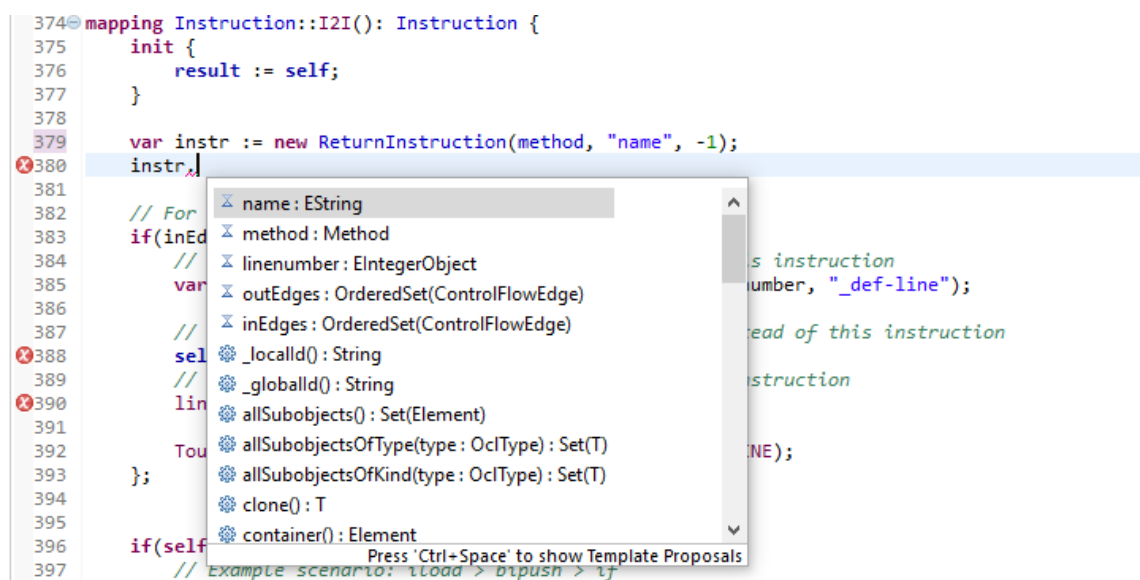 374 mapping Instruction::I2I(): Instruction {
375 init {
376 result := self;
377 }
378
379 var instr := new ReturnInstruction(method, "name", -1);
380 instr.
381
382 // For
383 if(inEd
384 // s instruction
385 var umber, "_def-line");
386
387 // ead of this instruction
388 sel
389 // struction
390 lin
391
392 Tou NE);
393 };
394
395
396 if(self
397 // Example scenario: iload > bipush > if
name : EString
method : Method
linenumber : EIntegerObject
outEdges : OrderedSet(ControlFlowEdge)
inEdges : OrderedSet(ControlFlowEdge)
_localId() : String
_globalId() : String
allSubobjects() : Set(Element)
allSubobjectsOfType(type : OclType) : Set(T)
allSubobjectsOfKind(type : OclType) : Set(T)
clone() : T
container() : Element
Press 'Ctrl+Space' to show Template Proposals